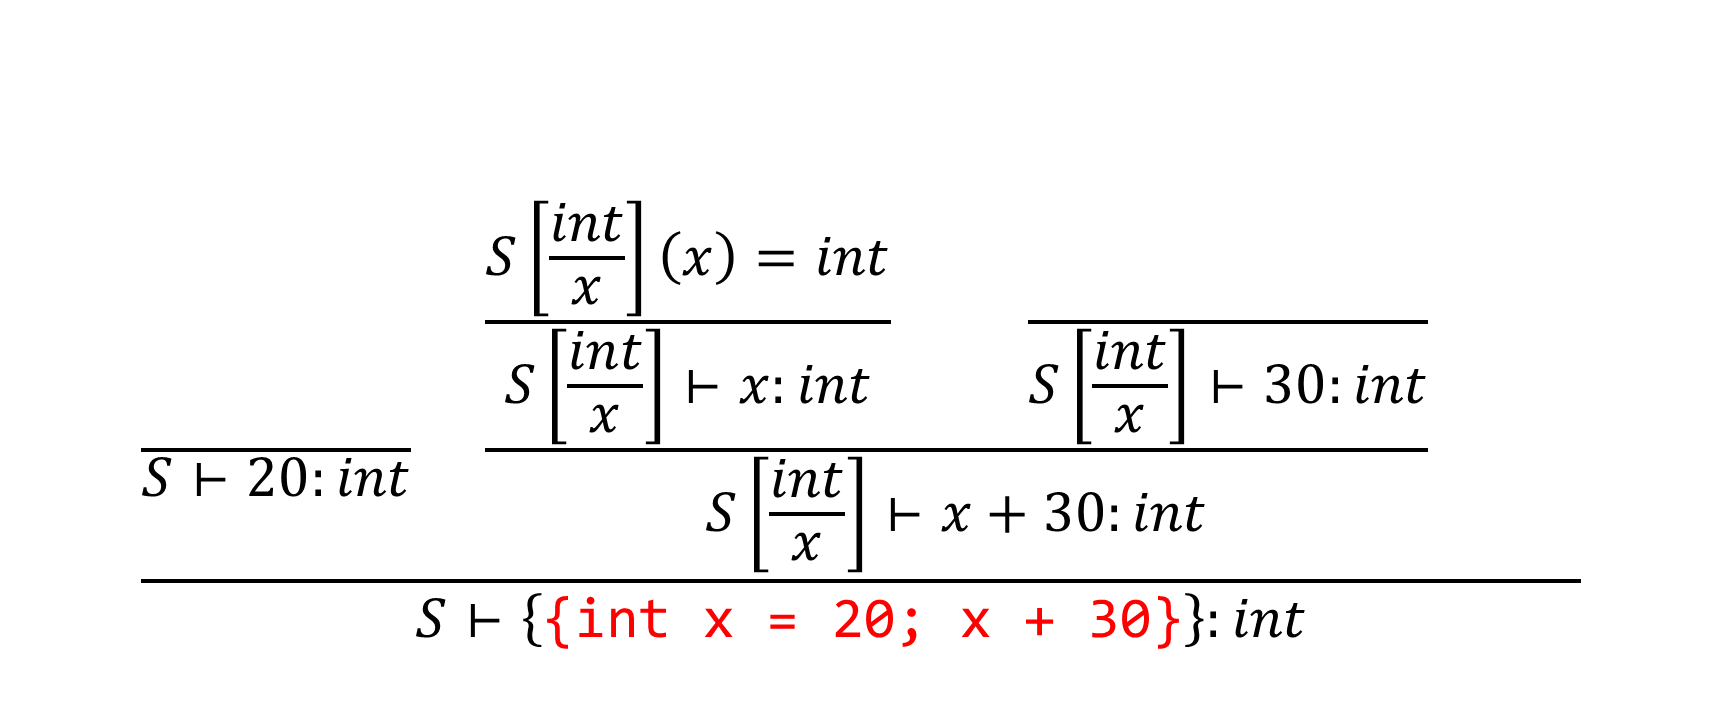 S [int/x] (x) = int
S [int/x] ⊢ x: int    S [int/x] ⊢ 30: int
S ⊢ 20: int    S [int/x] ⊢ x + 30: int
S ⊢ {{int x = 20; x + 30}}: int